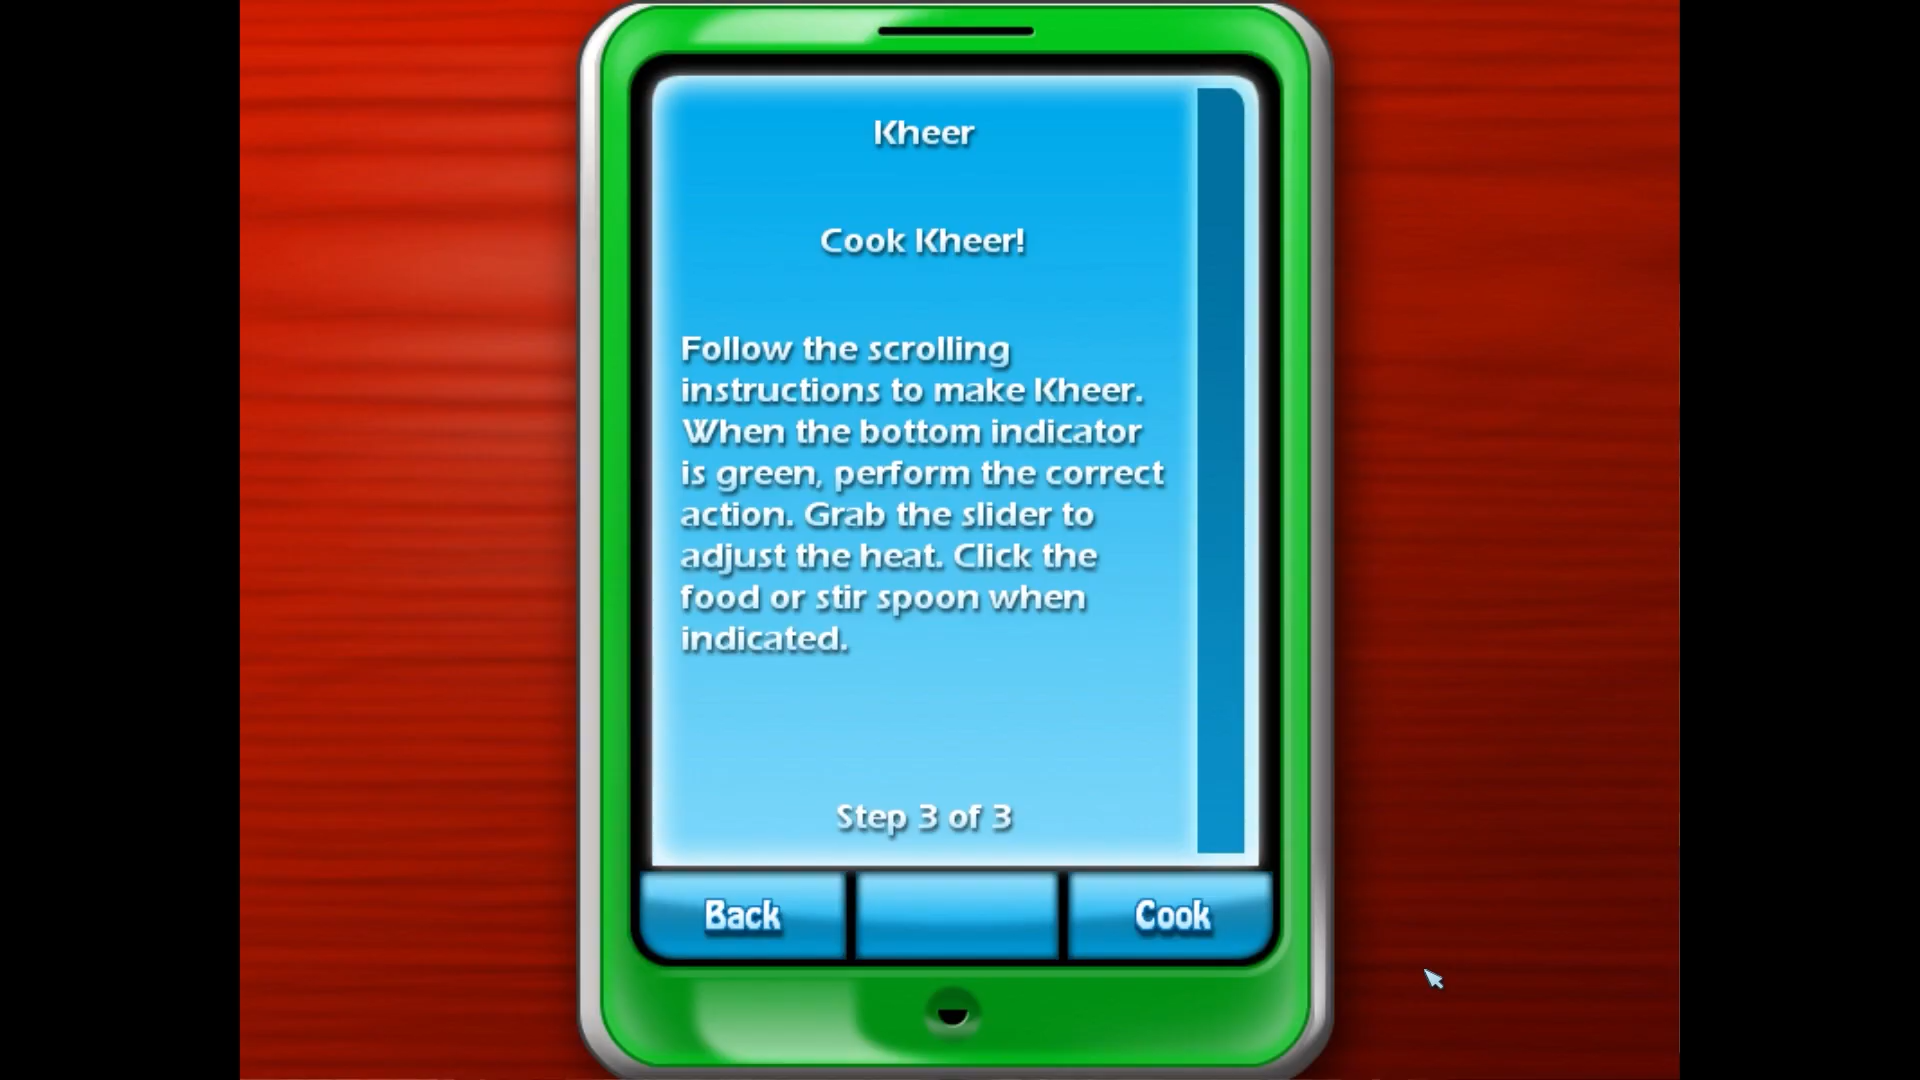 Kheer
Cook Kheer!
Follow the scrolling
instructions to make Kheer.
When the bottom indicator
is green, perform the correct
action. Grab the slider to
adjust the heat. Click the
food or stir spoon when
indicated.
Step 3 of 3
Back
Cook